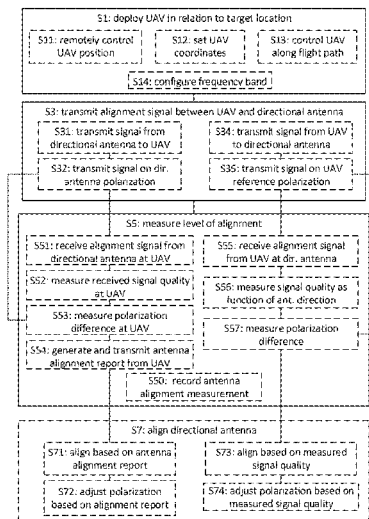 S1: deploy UAV in relation to target location
S11: remotely control
UAV position
S12: set UAV
coordinates
S13: control UAV
along flight path
S14: configure frequency band
S3: transmit alignment signal between UAV and directional antenna
S31: transmit signal from
directional antenna to UAV
S34: transmit signal from UAV
to directional antenna
S32: transmit signal on dir.
antenna polarization
S35: transmit signal on UAV
reference polarization
S5: measure level of alignment
S51: receive alignment signal from
directional antenna at UAV
S55: receive alignment signal
from UAV at dir. antenna
S52: measure received signal quality
at UAV
S56: measure signal quality as
function of ant. direction
S53: measure polarization
difference at UAV
S57: measure polarization
difference
S54: generate and transmit antenna
alignment report from UAV
S50: record antenna
alignment measurement
S7: align directional antenna
S71: align based on antenna
alignment report
S73: align based on measured
signal quality
S72: adjust polarization
based on alignment report
S74: adjust polarization based on
measured signal quality